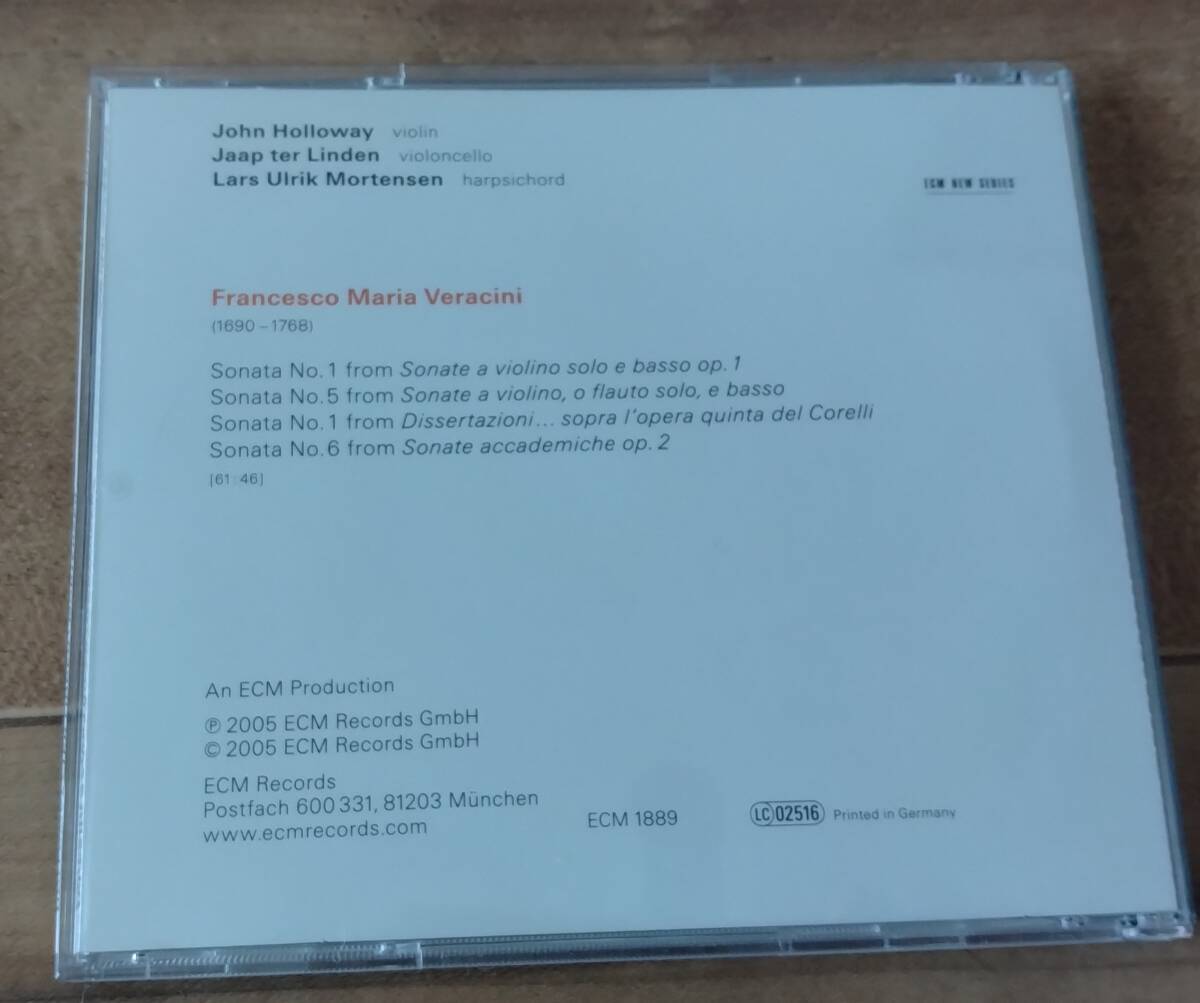 John Holloway violin
Jaap ter Linden violoncello
Lars Ulrik Mortensen harpsichord
ECM NEW SERIES
Francesco Maria Veracini
(1690 – 1768)
Sonata No. 1 from Sonate a violino solo e basso op. 1
Sonata No. 5 from Sonate a violino, o flauto solo, e basso
Sonata No. 1 from Dissertazioni... sopra l'opera quinta del Corelli
Sonata No. 6 from Sonate accademiche op. 2
[61:46]
An ECM Production
℗ 2005 ECM Records GmbH
© 2005 ECM Records GmbH
ECM Records
Postfach 600 331, 81203 München
www.ecmrecords.com
ECM 1889
LC 02516 Printed in Germany